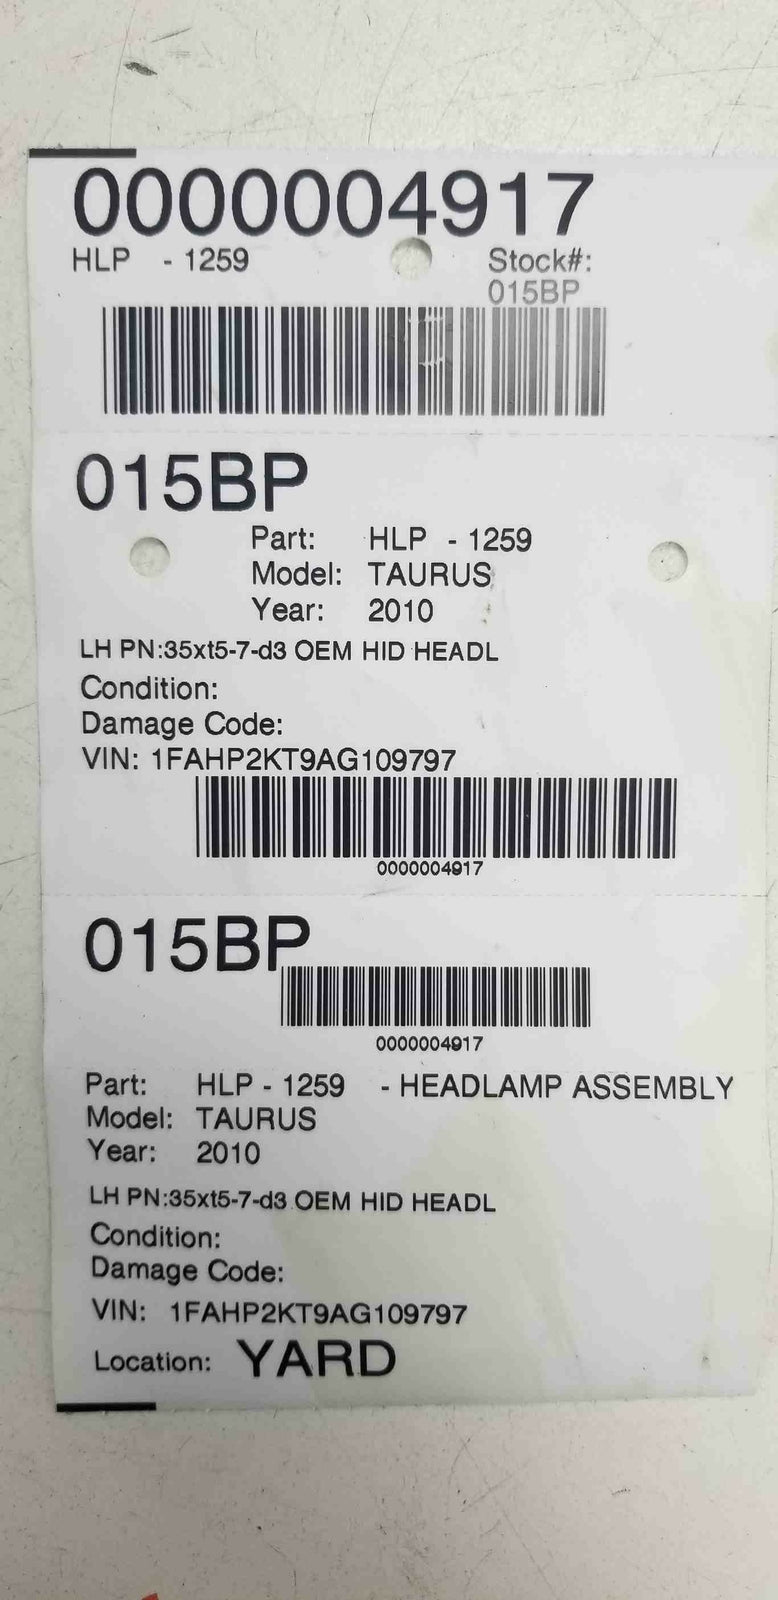 0000004917
HLP - 1259 Stock#:
015BP
015BP
Part: HLP - 1259
Model: TAURUS
Year: 2010
LH PN:35xt5-7-d3 OEM HID HEADL
Condition:
Damage Code:
VIN: 1FAHP2KT9AG109797
0000004917
015BP
0000004917
Part: HLP - 1259 - HEADLAMP ASSEMBLY
Model: TAURUS
Year: 2010
LH PN:35xt5-7-d3 OEM HID HEADL
Condition:
Damage Code:
VIN: 1FAHP2KT9AG109797
Location: YARD